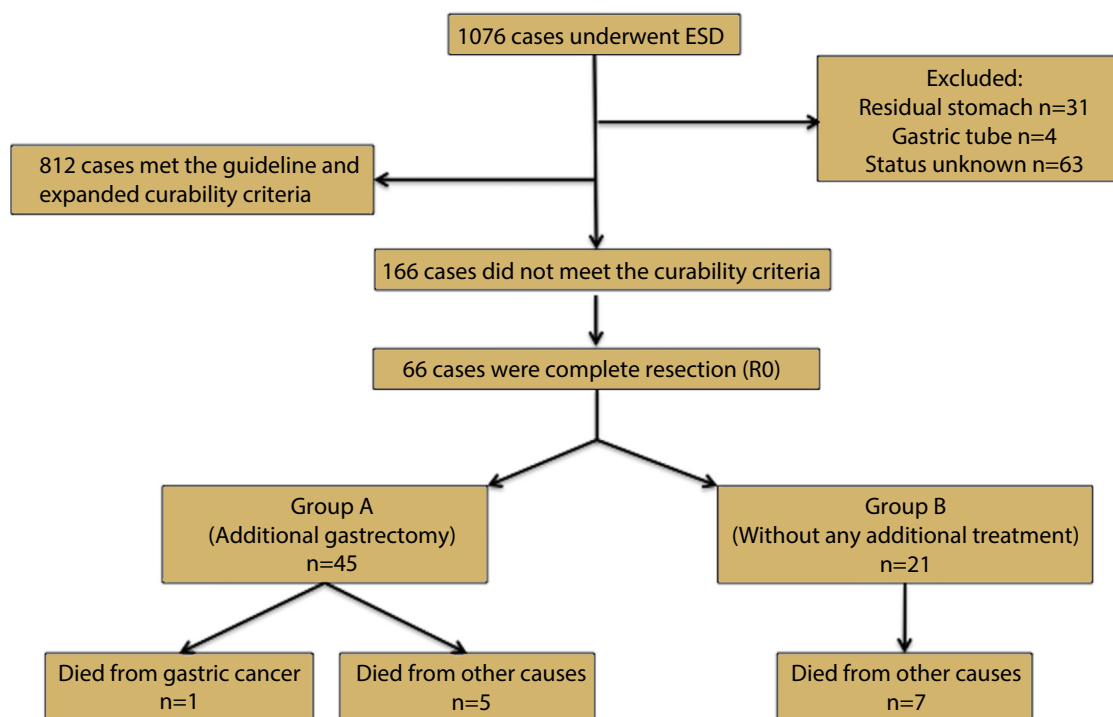 1076 cases underwent ESD
Excluded:
Residual stomach n=31
Gastric tube n=4
Status unknown n=63
812 cases met the guideline and
expanded curability criteria
166 cases did not meet the curability criteria
66 cases were complete resection (R0)
Group A
(Additional gastrectomy)
n=45
Group B
(Without any additional treatment)
n=21
Died from gastric cancer
n=1
Died from other causes
n=5
Died from other causes
n=7